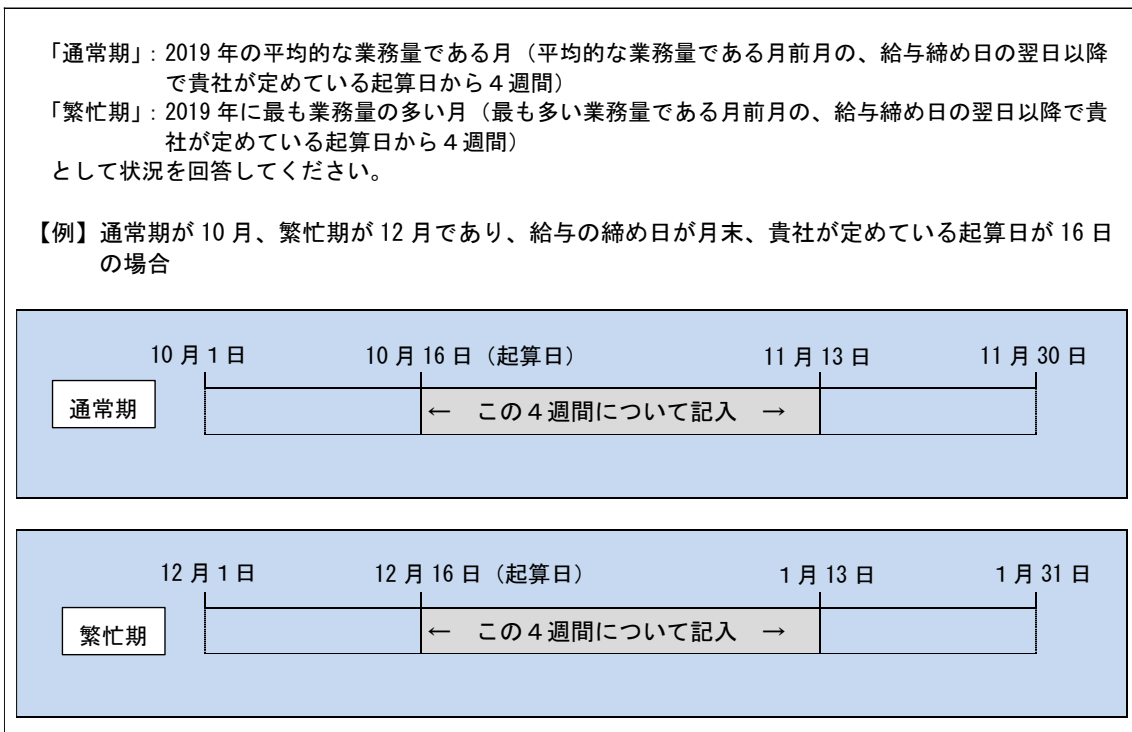 「通常期」：2019 年の平均的な業務量である月（平均的な業務量である月前月の、給与締め日の翌日以降
で貴社が定めている起算日から４週間）
「繁忙期」：2019 年に最も業務量の多い月（最も多い業務量である月前月の、給与締め日の翌日以降で貴
社が定めている起算日から４週間）
として状況を回答してください。
【例】通常期が 10 月、繁忙期が 12 月であり、給与の締め日が月末、貴社が定めている起算日が 16 日
の場合
10 月１日 10 月 16 日（起算日） 11 月 13 日 11 月 30 日
通常期 ← この４週間について記入 →
12 月１日 12 月 16 日（起算日） １月 13 日 １月 31 日
繁忙期 ← この４週間について記入 →